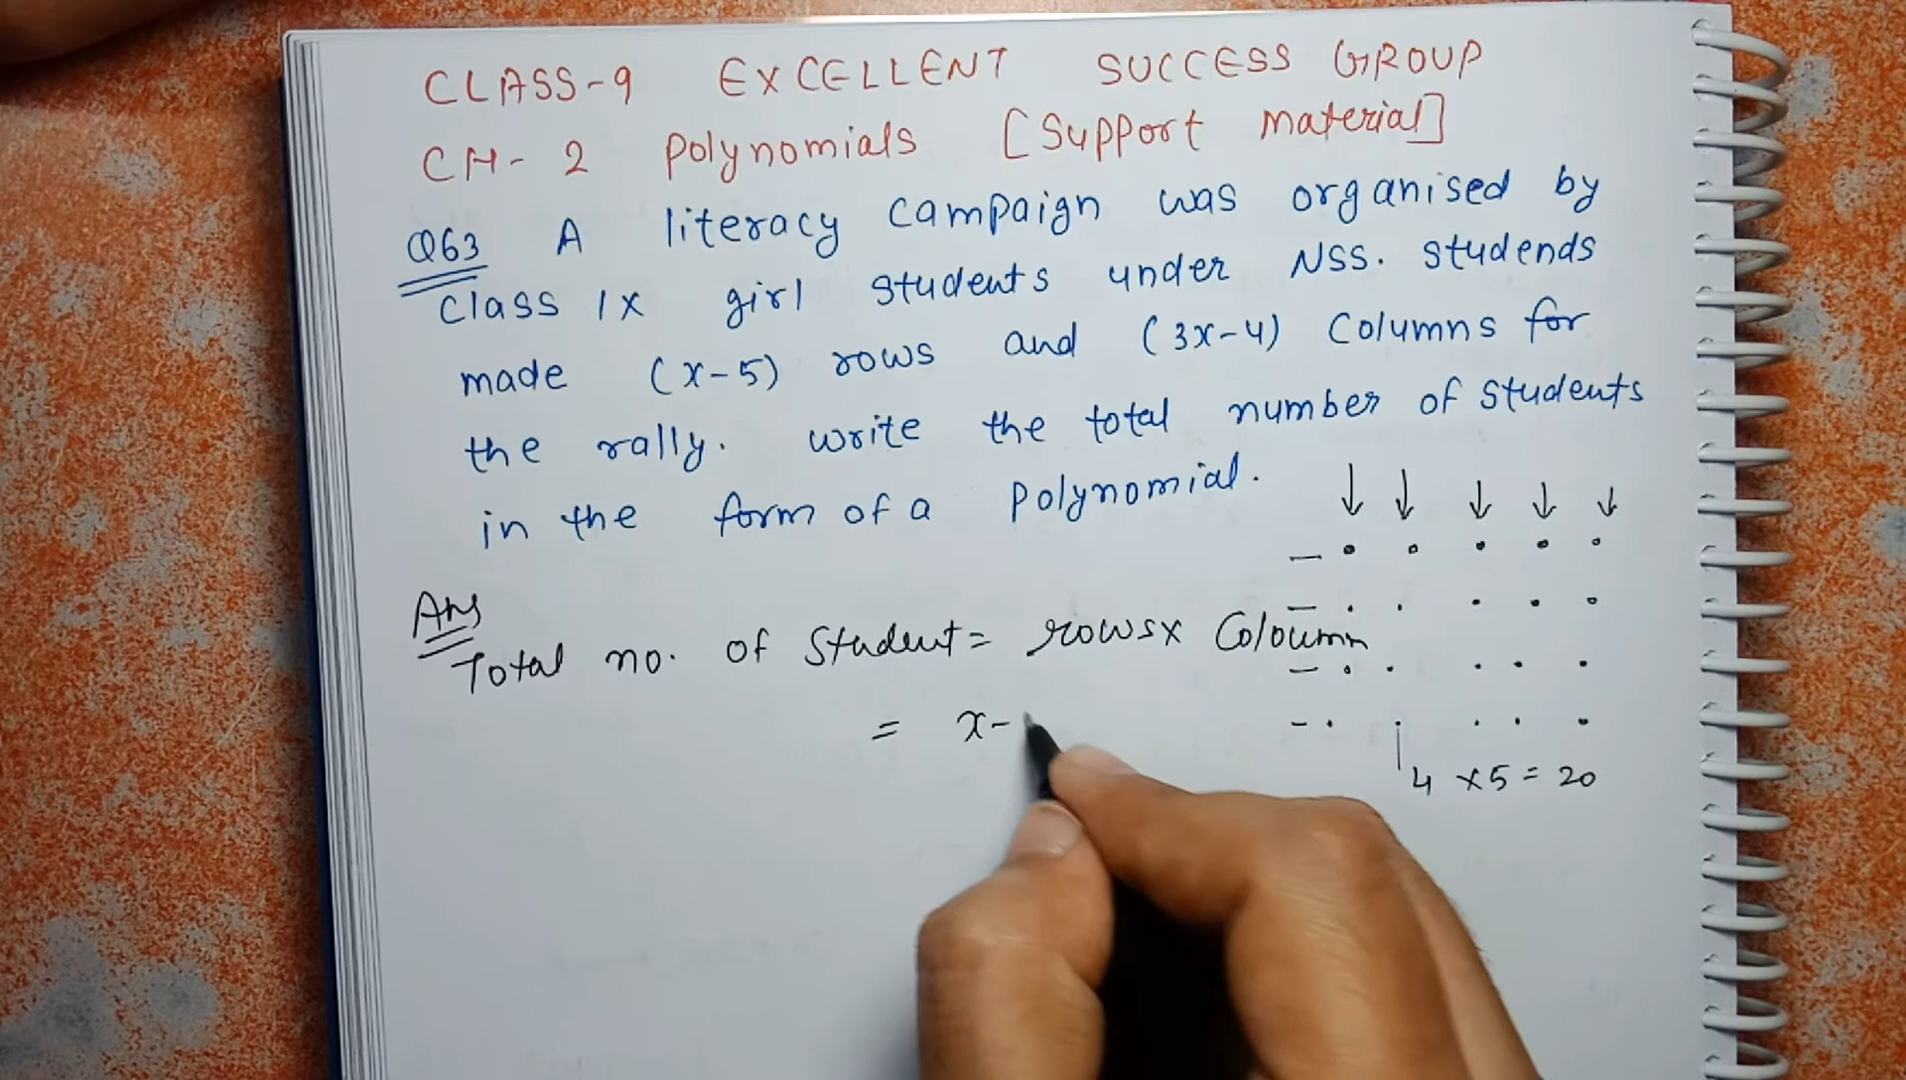 CLASS-9 EXCELLENT SUCCESS GROUP
CH-2 Polynomials [Support material]
Q63 A literacy campaign was organised by
Class IX girl students under NSS. studends
made (x-5) rows and (3x-4) Columns for
the rally. write the total number of students
in the form of a Polynomial.
Ans
Total no. of Student = rows x Coloumn
= x-
4 x 5 = 20